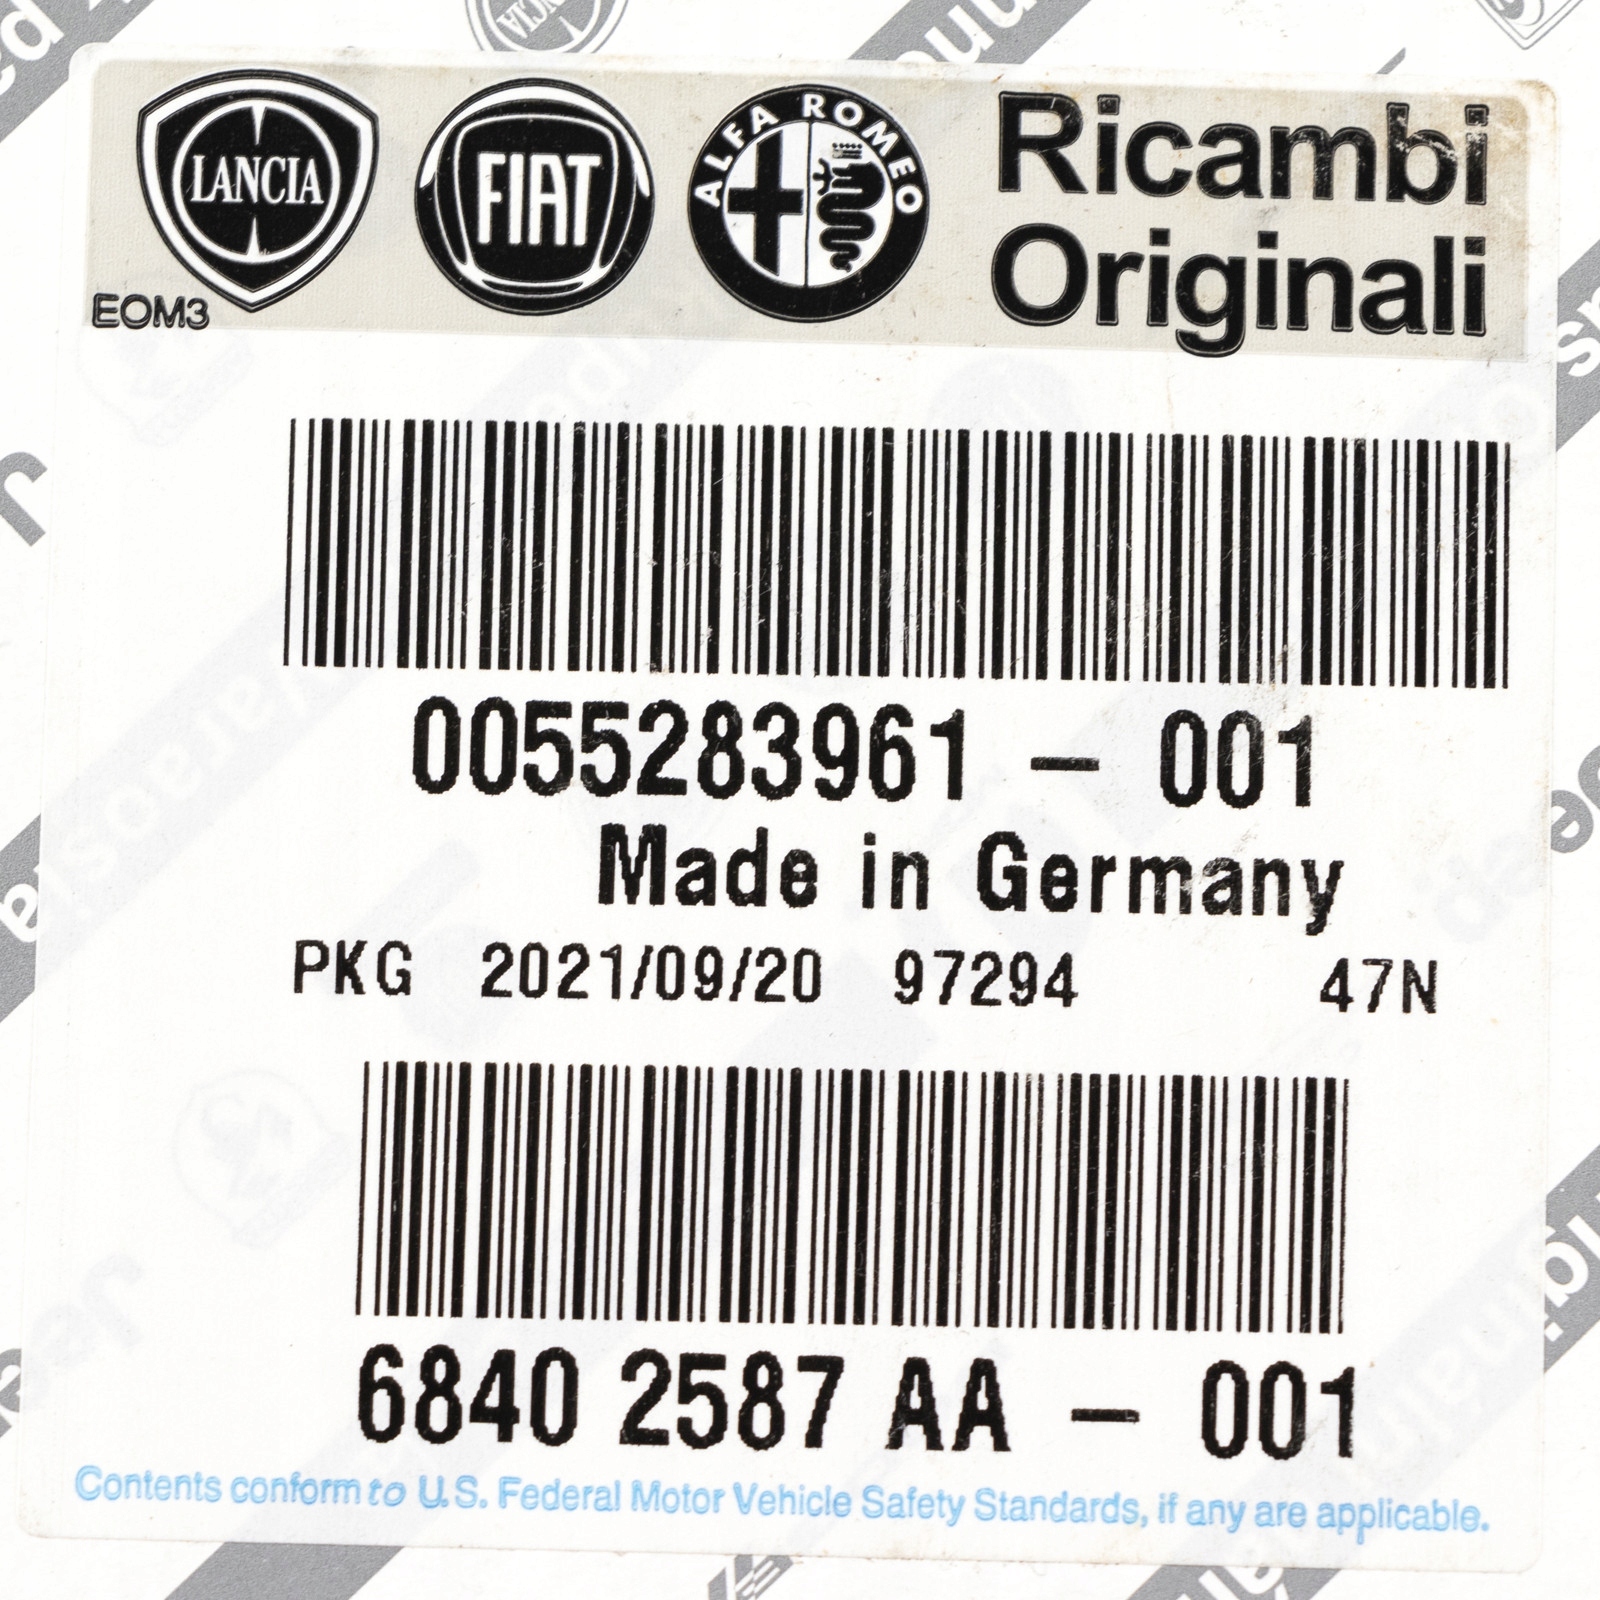 LANCIA
FIAT
ALFA ROMEO
Ricambi
Originali
EOM3
0055283961 - 001
Made in Germany
PKG 2021/09/20 97294 47N
6840 2587 AA - 001
Contents conform to U.S. Federal Motor Vehicle Safety Standards, if any are applicable.